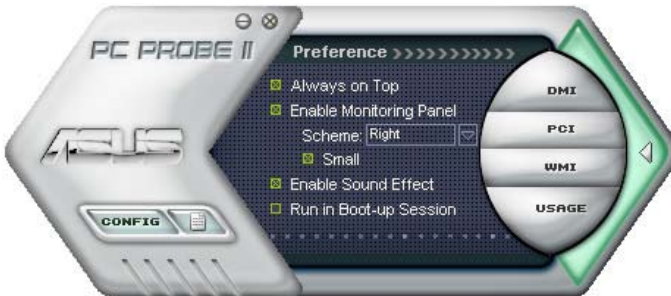 PC PROBE II
Preference >>>>>>>>>>>
Always on Top
Enable Monitoring Panel
Scheme: Right
Small
Enable Sound Effect
Run in Boot-up Session
ASUS
CONFIG
DMI
PCI
WMI
USAGE